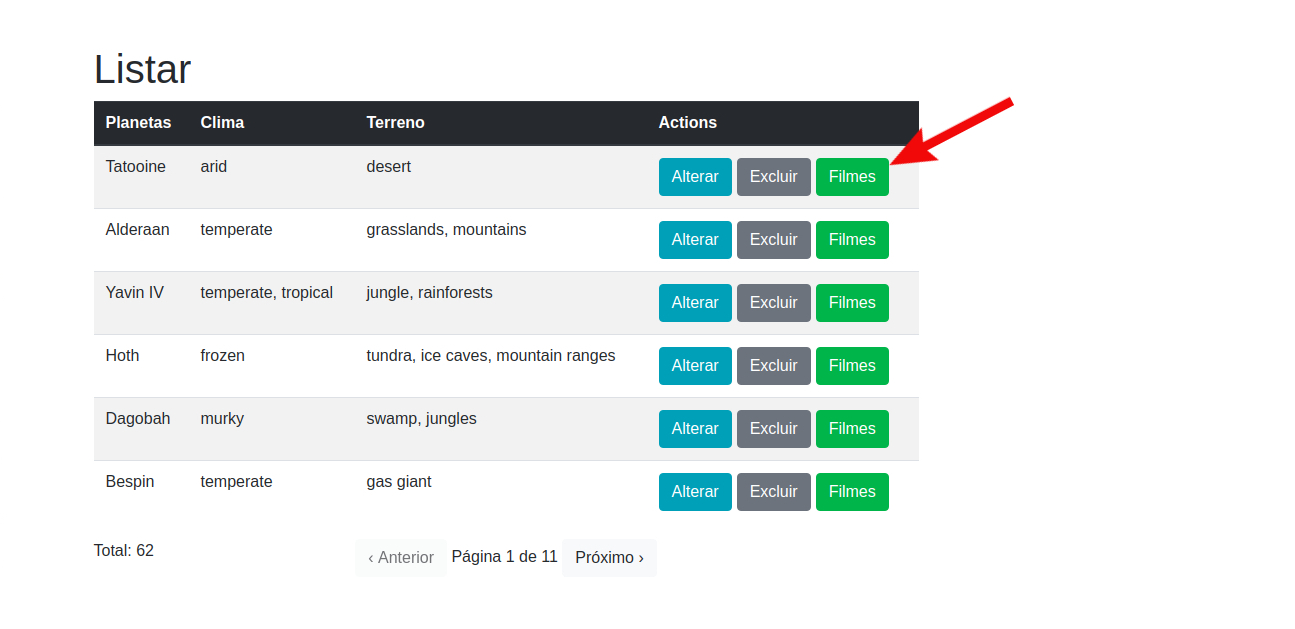 Listar
Planetas Clima Terreno Actions
Tatooine arid desert Alterar Excluir Filmes
Alderaan temperate grasslands, mountains Alterar Excluir Filmes
Yavin IV temperate, tropical jungle, rainforests Alterar Excluir Filmes
Hoth frozen tundra, ice caves, mountain ranges Alterar Excluir Filmes
Dagobah murky swamp, jungles Alterar Excluir Filmes
Bespin temperate gas giant Alterar Excluir Filmes
Total: 62 ‹ Anterior Página 1 de 11 Próximo ›